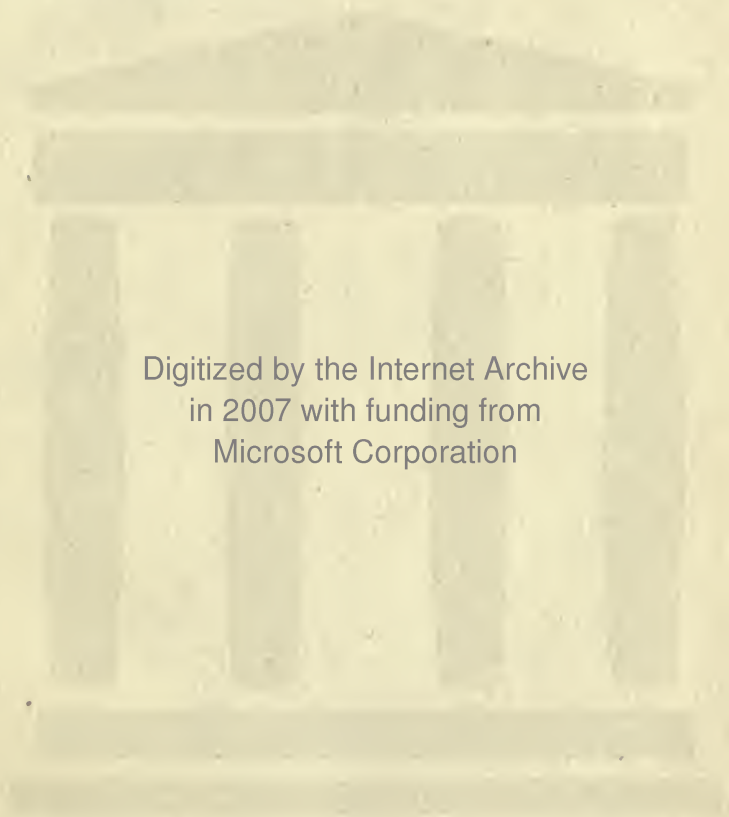 Digitized by the Internet Archive
in 2007 with funding from
Microsoft Corporation